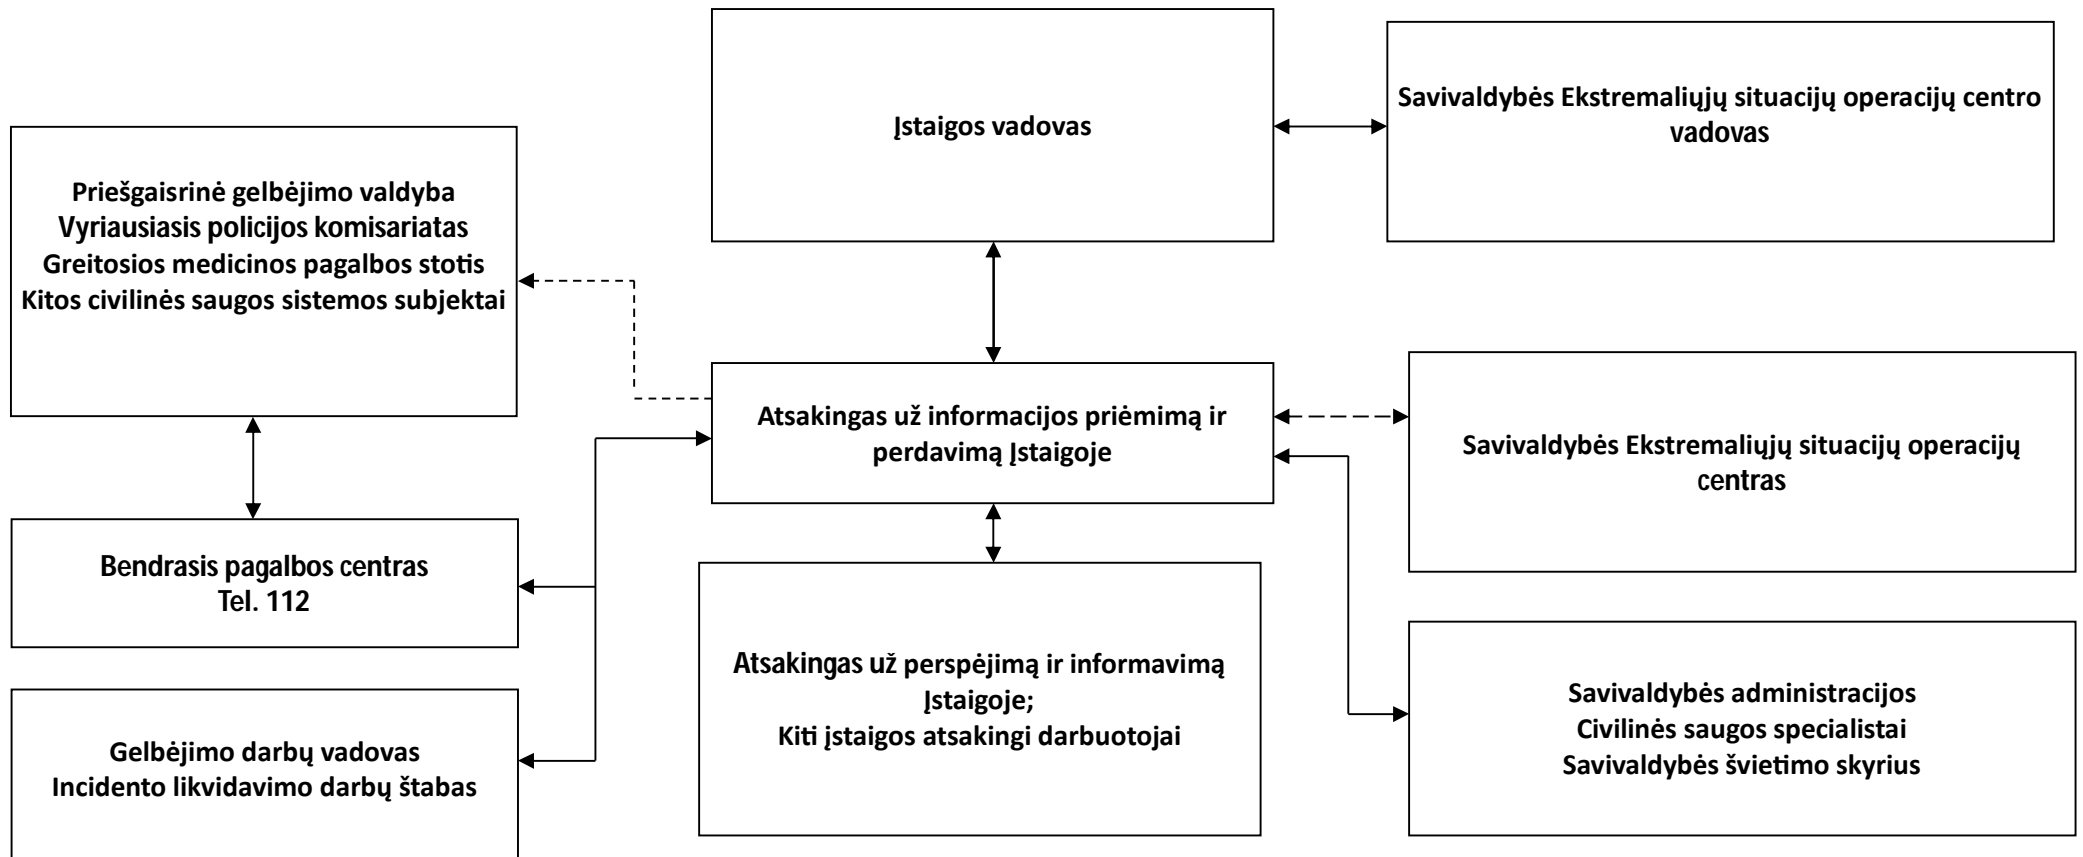 Įstaigos vadovas
Savivaldybės Ekstremaliųjų situacijų operacijų centro
vadovas
Priešgaisrinė gelbėjimo valdyba
Vyriausiasis policijos komisariatas
Greitosios medicinos pagalbos stotis
Kitos civilinės saugos sistemos subjektai
Atsakingas už informacijos priėmimą ir
perdavimą Įstaigoje
Savivaldybės Ekstremaliųjų situacijų operacijų
centras
Bendrasis pagalbos centras
Tel. 112
Atsakingas už perspėjimą ir informavimą
Įstaigoje;
Kiti įstaigos atsakingi darbuotojai
Savivaldybės administracijos
Civilinės saugos specialistai
Savivaldybės švietimo skyrius
Gelbėjimo darbų vadovas
Incidento likvidavimo darbų štabas